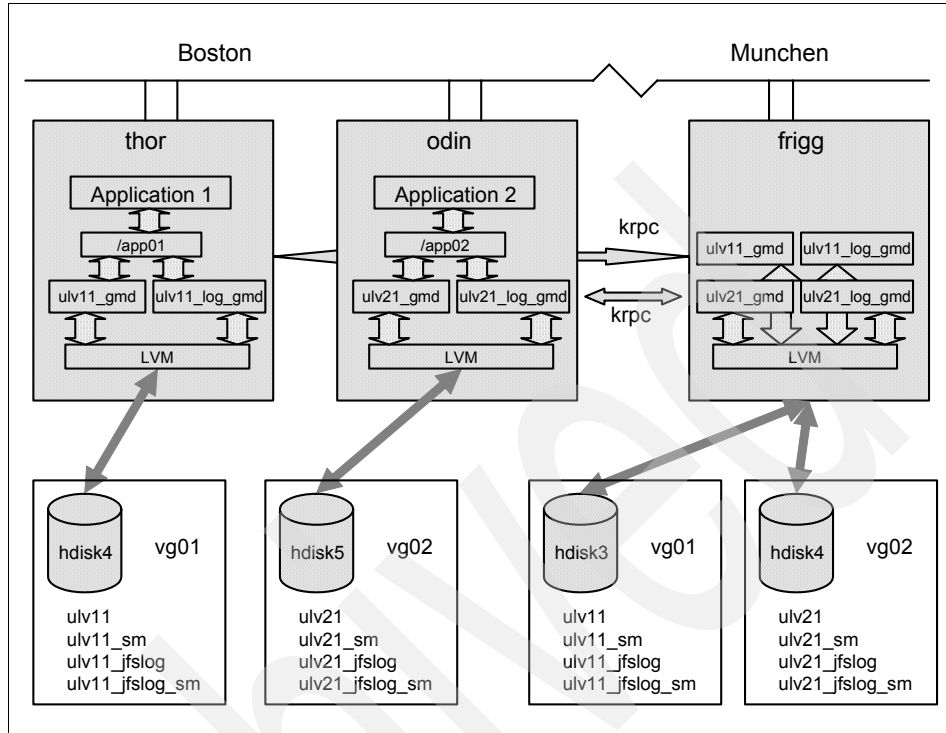 Boston
Munchen
thor
Application 1
/app01
ulv11_gmd
ulv11_log_gmd
LVM
odin
Application 2
/app02
ulv21_gmd
ulv21_log_gmd
LVM
krpc
krpc
frigg
ulv11_gmd
ulv11_log_gmd
ulv21_gmd
ulv21_log_gmd
LVM
hdisk4
vg01
ulv11
ulv11_sm
ulv11_jfslog
ulv11_jfslog_sm
hdisk5
vg02
ulv21
ulv21_sm
ulv21_jfslog
ulv21_jfslog_sm
hdisk3
vg01
ulv11
ulv11_sm
ulv11_jfslog
ulv11_jfslog_sm
hdisk4
vg02
ulv21
ulv21_sm
ulv21_jfslog
ulv21_jfslog_sm